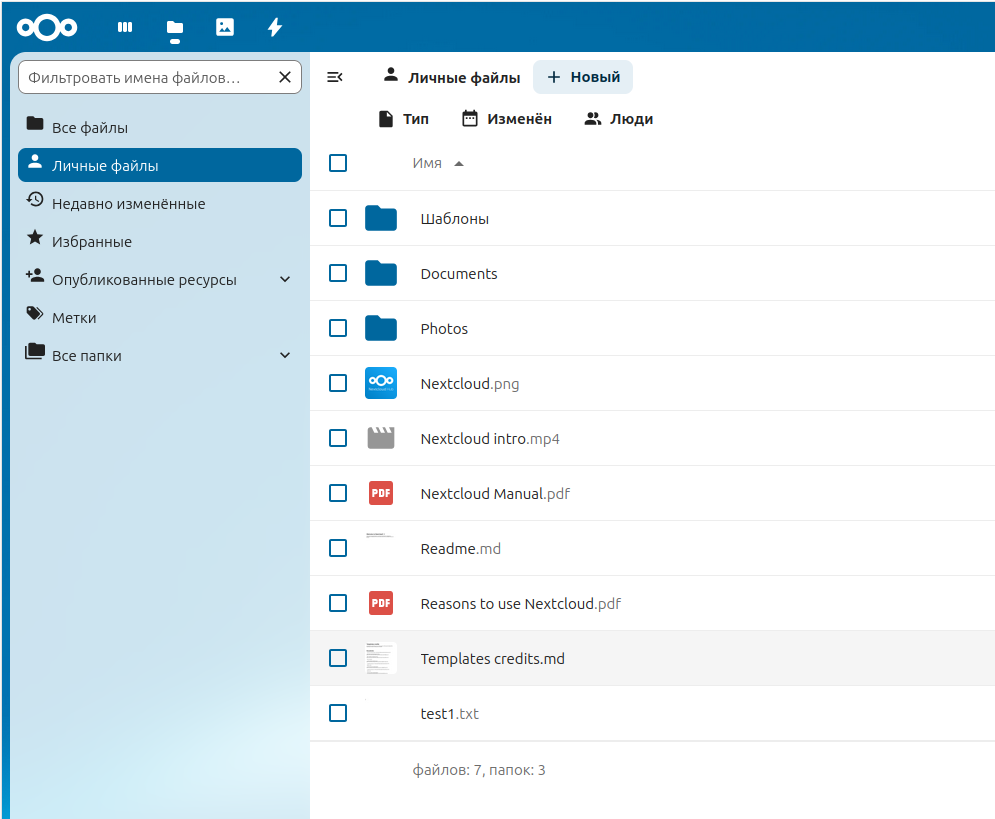 Фильтровать имена файлов…
Все файлы
Личные файлы
Недавно изменённые
Избранные
Опубликованные ресурсы
Метки
Все папки
Личные файлы
Новый
Тип
Изменён
Люди
Имя
Шаблоны
Documents
Photos
Nextcloud.png
Nextcloud intro.mp4
PDF
Nextcloud Manual.pdf
Readme.md
PDF
Reasons to use Nextcloud.pdf
Templates credits.md
test1.txt
файлов: 7, папок: 3